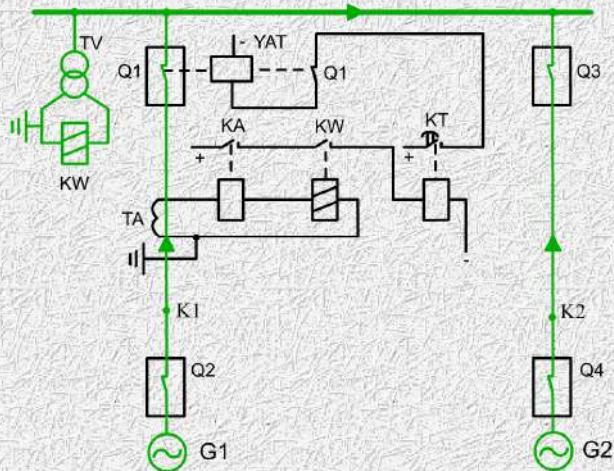 TV
Q1
- YAT
Q1
Q3
KA
KW
KT
+
+
KW
TA
-
K1
K2
Q2
Q4
G1
G2